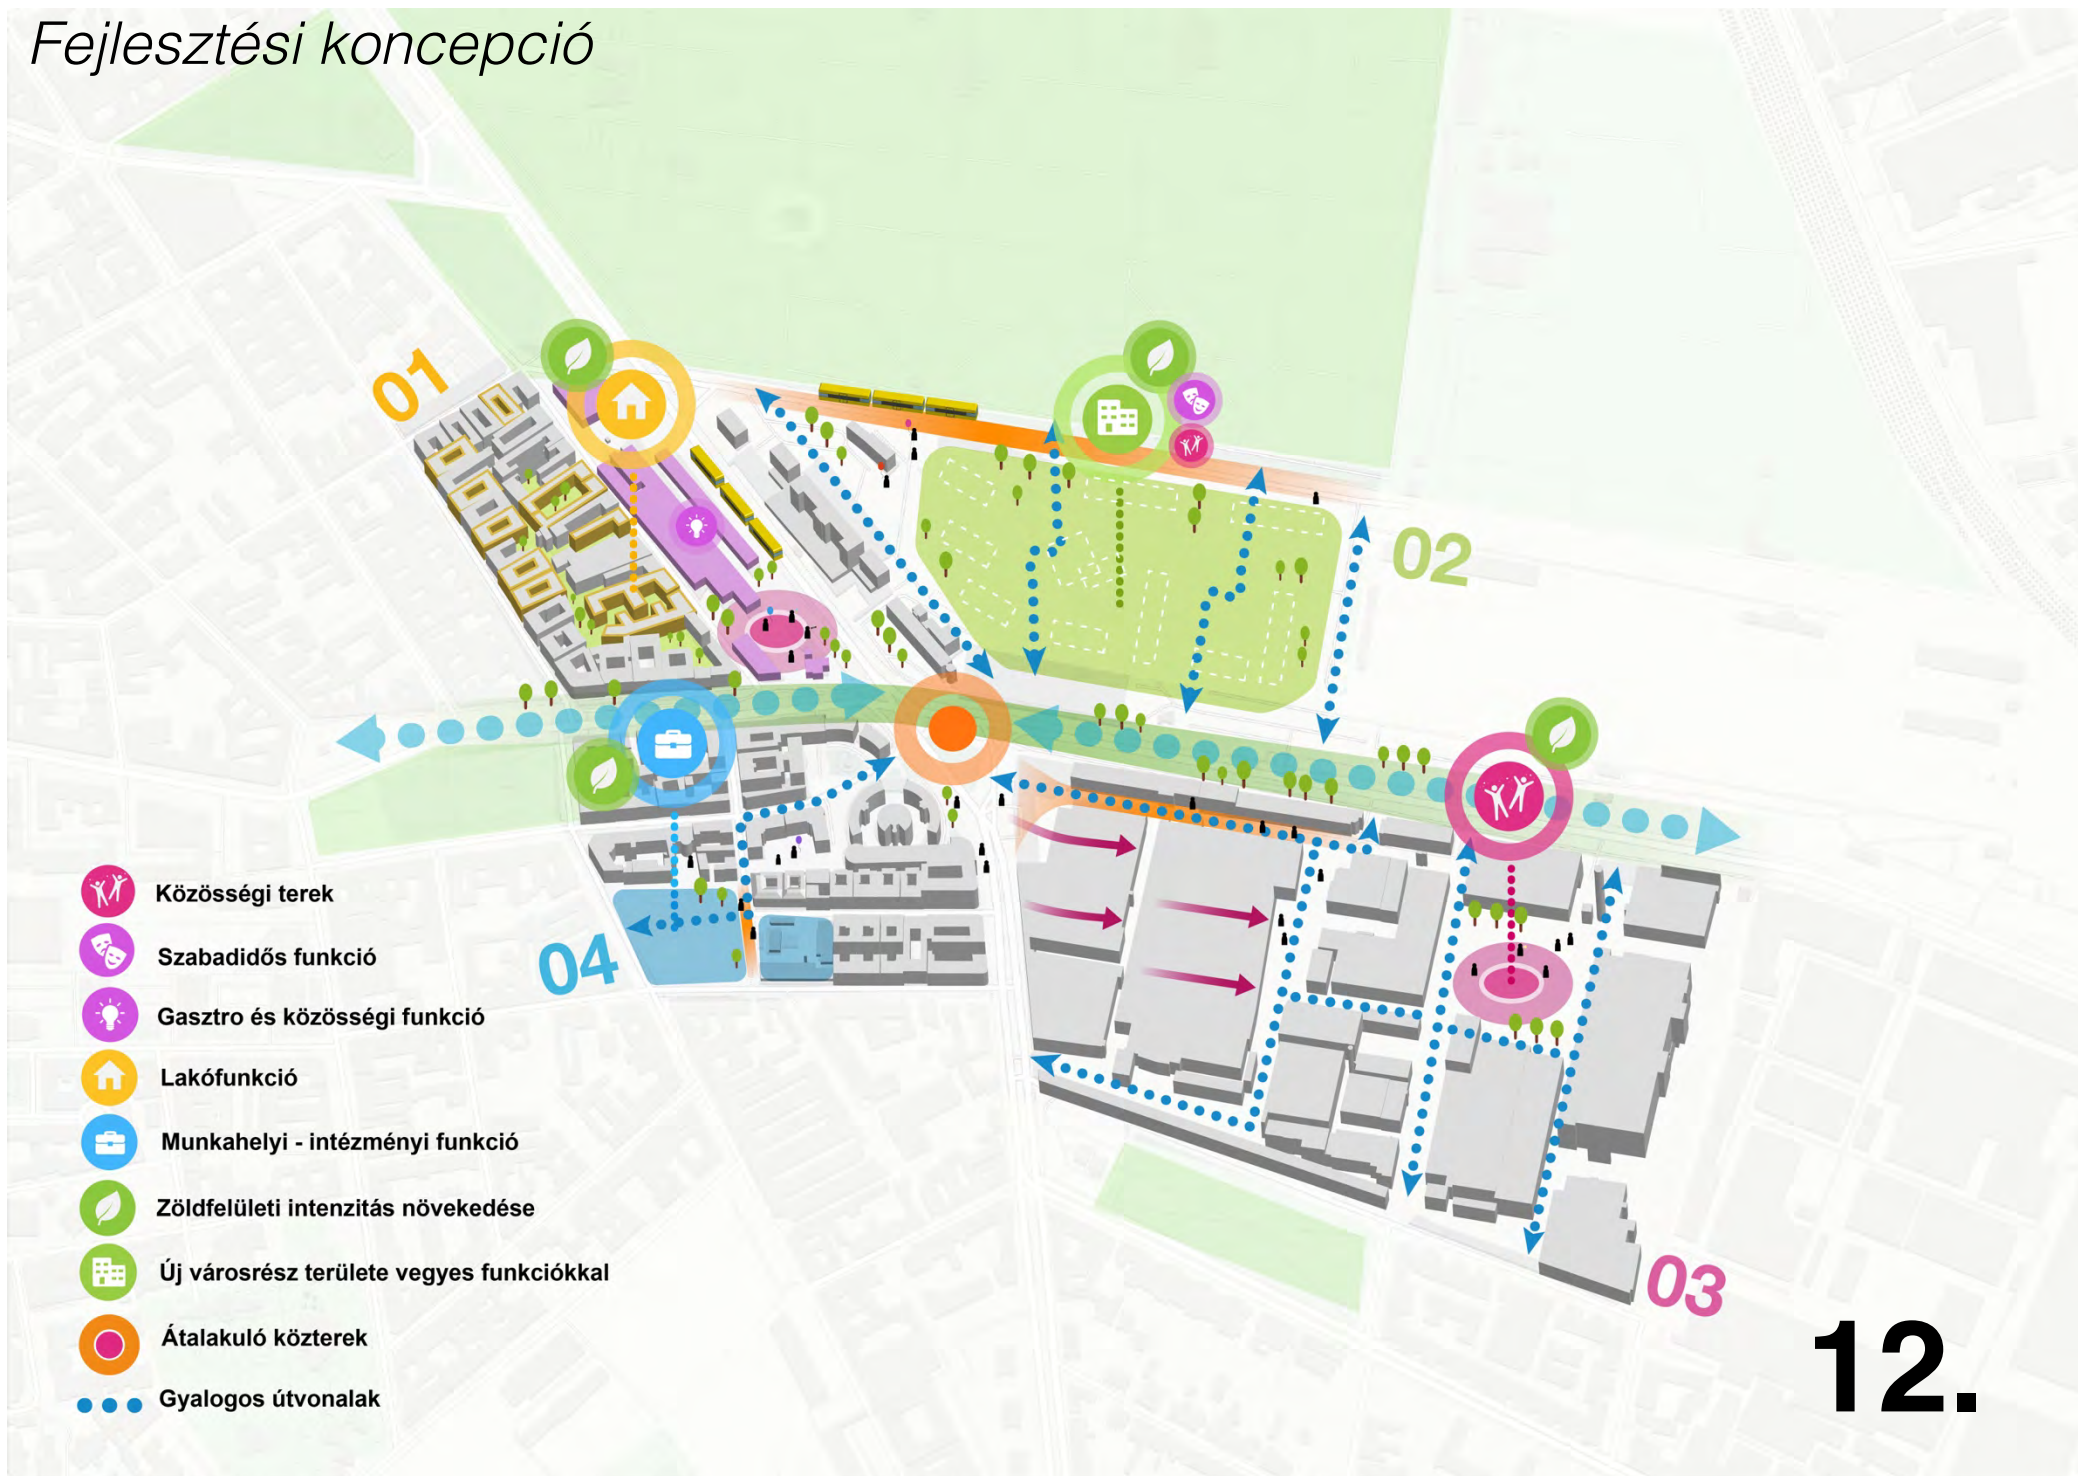 Fejlesztési koncepció
01
02
04
03
Közösségi terek
Szabadidős funkció
Gasztro és közösségi funkció
Lakófunkció
Munkahelyi - intézményi funkció
Zöldfelületi intenzitás növekedése
Új városrész területe vegyes funkciókkal
Átalakuló közterek
Gyalogos útvonalak
12.